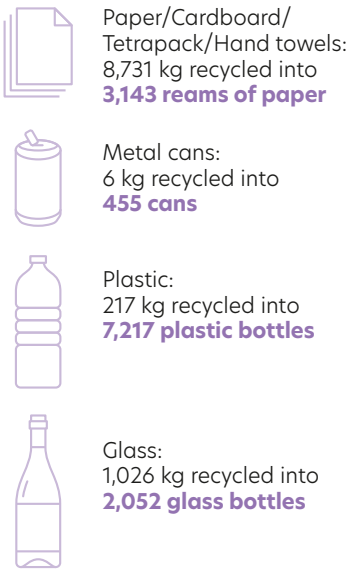 Paper/Cardboard/
Tetrapack/Hand towels:
8,731 kg recycled into
3,143 reams of paper
Metal cans:
6 kg recycled into
455 cans
Plastic:
217 kg recycled into
7,217 plastic bottles
Glass:
1,026 kg recycled into
2,052 glass bottles